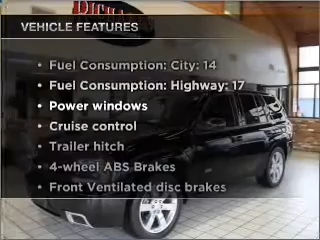 VEHICLE FEATURES
• Fuel Consumption: City: 14
• Fuel Consumption: Highway: 17
• Power windows
• Cruise control
• Trailer hitch
• 4-wheel ABS Brakes
• Front Ventilated disc brakes